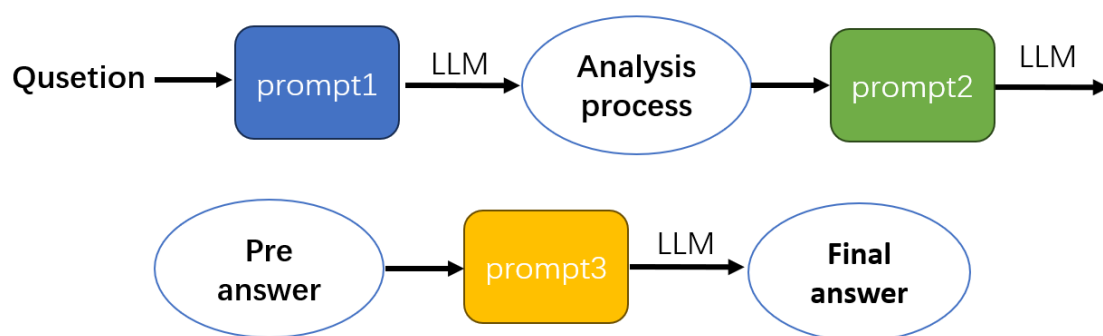 Qusetion
prompt1
LLM
Analysis
process
prompt2
LLM
Pre
answer
prompt3
LLM
Final
answer